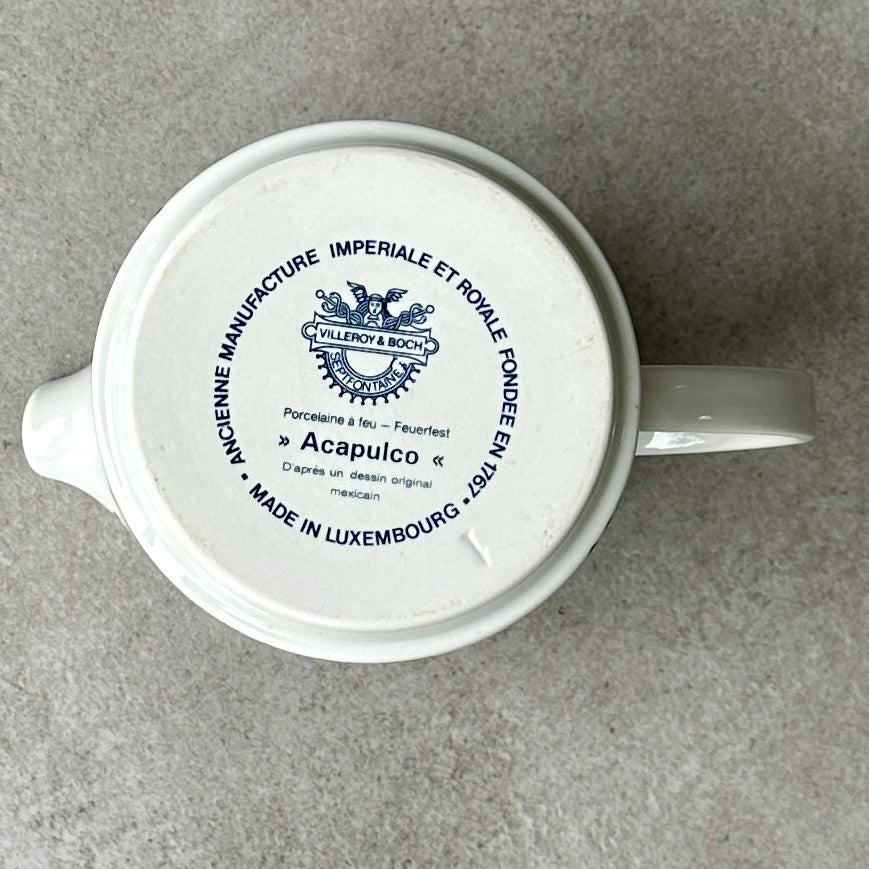 ANCIENNE MANUFACTURE IMPERIALE ET ROYALE FONDEE EN 1767 •
VILLEROY & BOCH
SEPTFONTAINES
Porcelaine à feu – Feuerfest
» Acapulco «
D'après un dessin original
mexicain
• MADE IN LUXEMBOURG